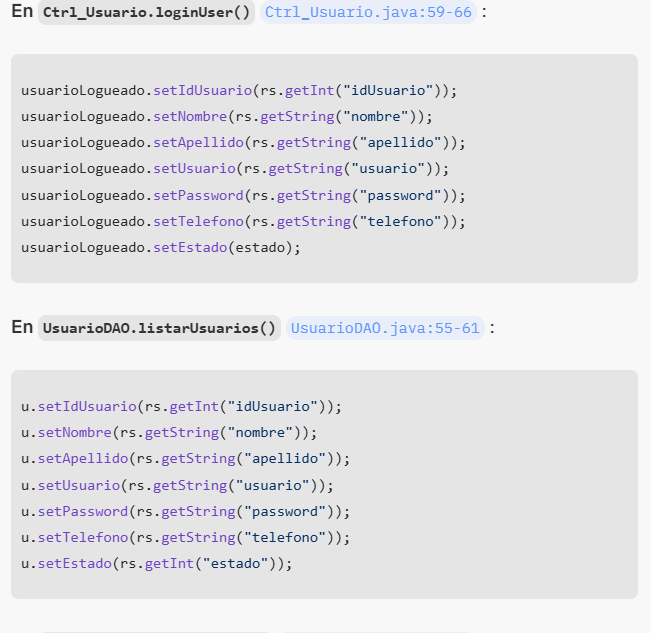 En Ctrl_Usuario.loginUser() Ctrl_Usuario.java:59-66 :
usuarioLogueado.setIdUsuario(rs.getInt("idUsuario"));
usuarioLogueado.setNombre(rs.getString("nombre"));
usuarioLogueado.setApellido(rs.getString("apellido"));
usuarioLogueado.setUsuario(rs.getString("usuario"));
usuarioLogueado.setPassword(rs.getString("password"));
usuarioLogueado.setTelefono(rs.getString("telefono"));
usuarioLogueado.setEstado(estado);
En UsuarioDAO.listarUsuarios() UsuarioDAO.java:55-61 :
u.setIdUsuario(rs.getInt("idUsuario"));
u.setNombre(rs.getString("nombre"));
u.setApellido(rs.getString("apellido"));
u.setUsuario(rs.getString("usuario"));
u.setPassword(rs.getString("password"));
u.setTelefono(rs.getString("telefono"));
u.setEstado(rs.getInt("estado"));